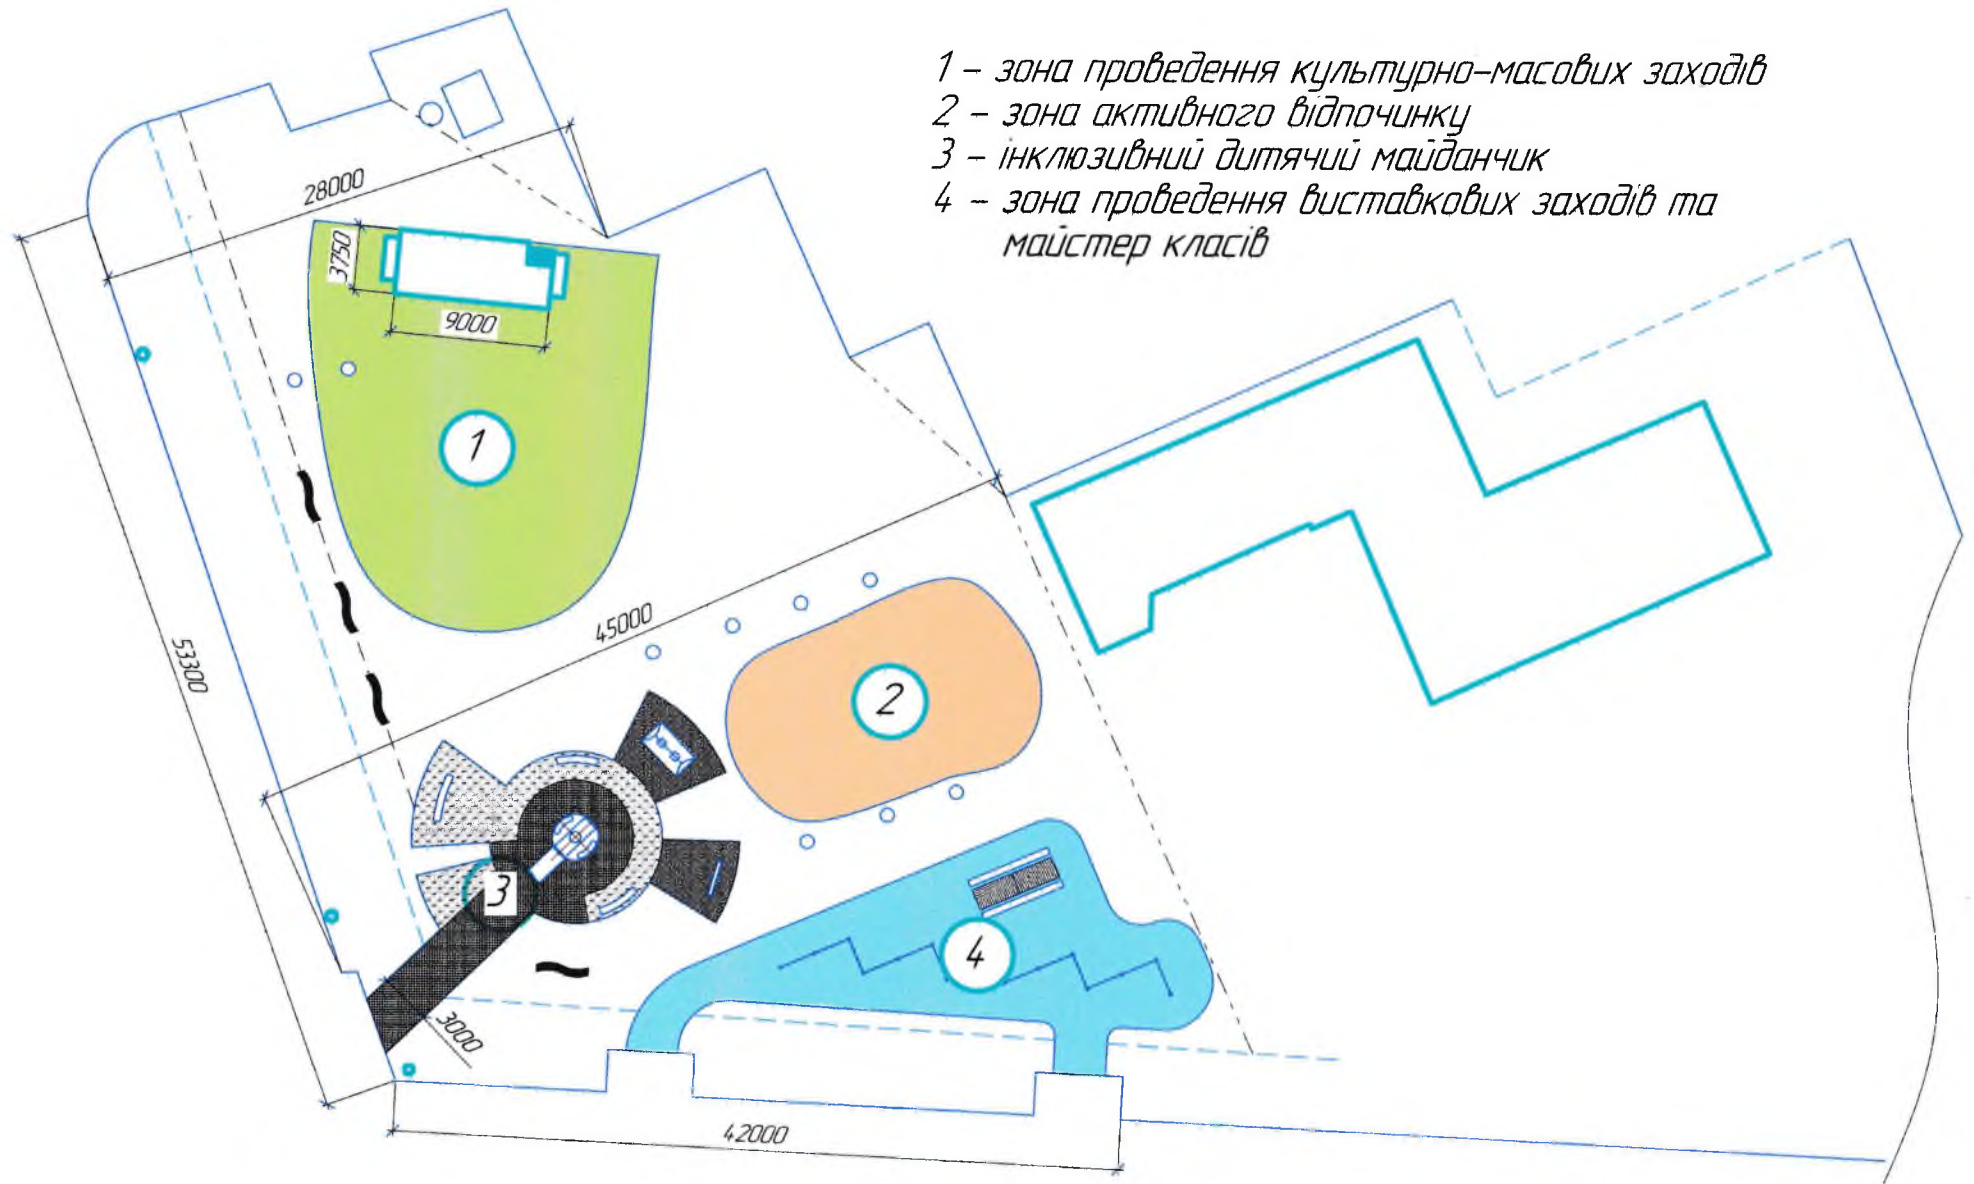 1 – зона проведення культурно-масових заходів
2 – зона активного відпочинку
3 – інклюзивний дитячий майданчик
4 – зона проведення виставкових заходів та
майстер класів
28000
3750
9000
1
45000
53300
2
3
4
3000
42000